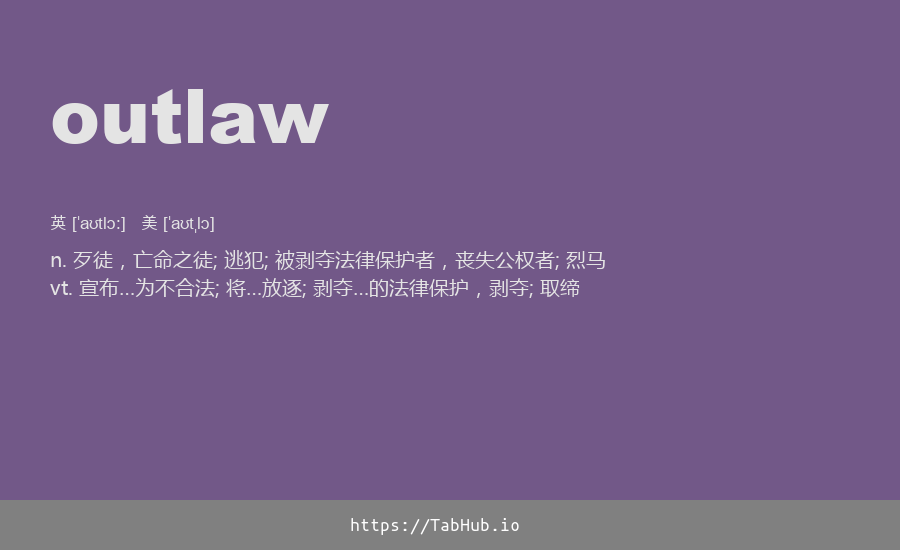 outlaw
英 [ˈaʊtlɔː] 美 [ˈaʊtˌlɔ]
n. 歹徒，亡命之徒; 逃犯; 被剥夺法律保护者，丧失公权者; 烈马
vt. 宣布…为不合法; 将…放逐; 剥夺…的法律保护，剥夺; 取缔
https://TabHub.io